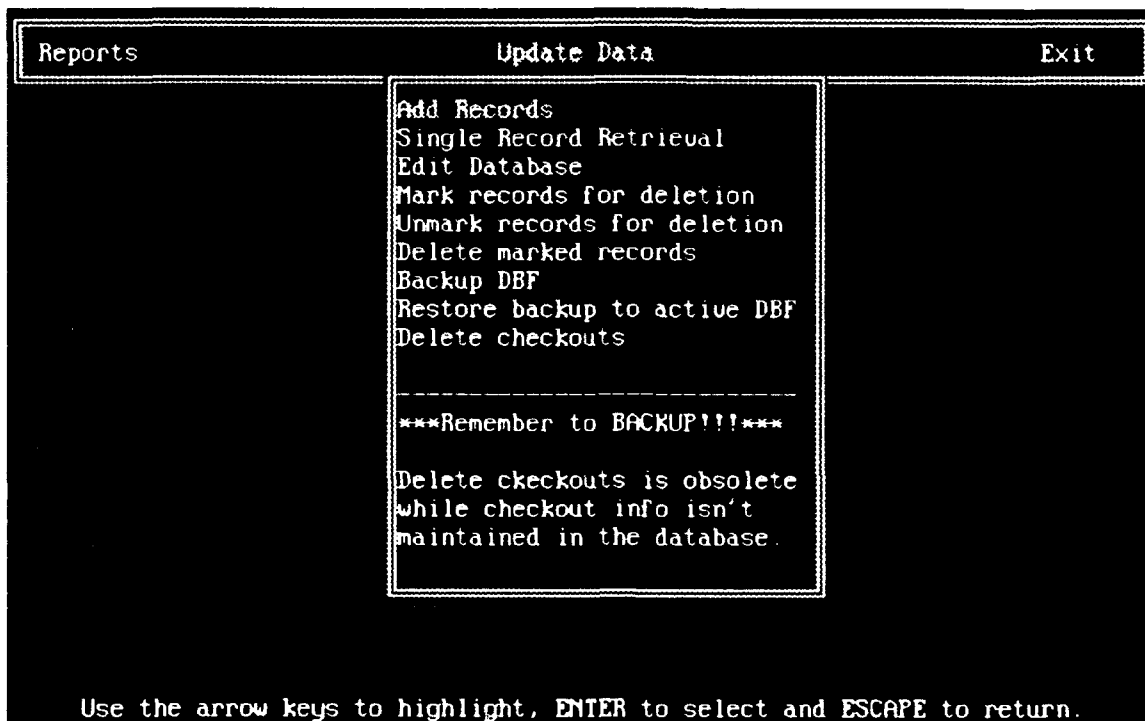 Reports Update Data Exit
Add Records
Single Record Retrieval
Edit Database
Mark records for deletion
Unmark records for deletion
Delete marked records
Backup DBF
Restore backup to active DBF
Delete checkouts
----------------------------
***Remember to BACKUP!!!***
Delete ckeckouts is obsolete
while checkout info isn't
maintained in the database.
Use the arrow keys to highlight, ENTER to select and ESCAPE to return.